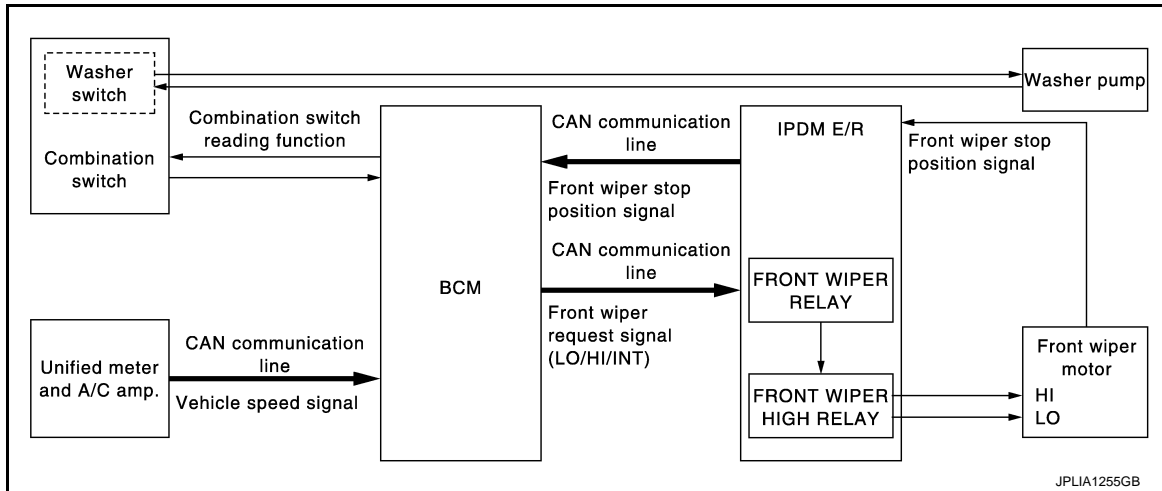 Washer
switch
Combination
switch
Combination switch
reading function
Unified meter
and A/C amp.
CAN communication
line
Vehicle speed signal
BCM
CAN communication
line
Front wiper stop
position signal
CAN communication
line
Front wiper
request signal
(LO/HI/INT)
IPDM E/R
FRONT WIPER
RELAY
FRONT WIPER
HIGH RELAY
Washer pump
Front wiper stop
position signal
Front wiper
motor
HI
LO
JPLIA1255GB